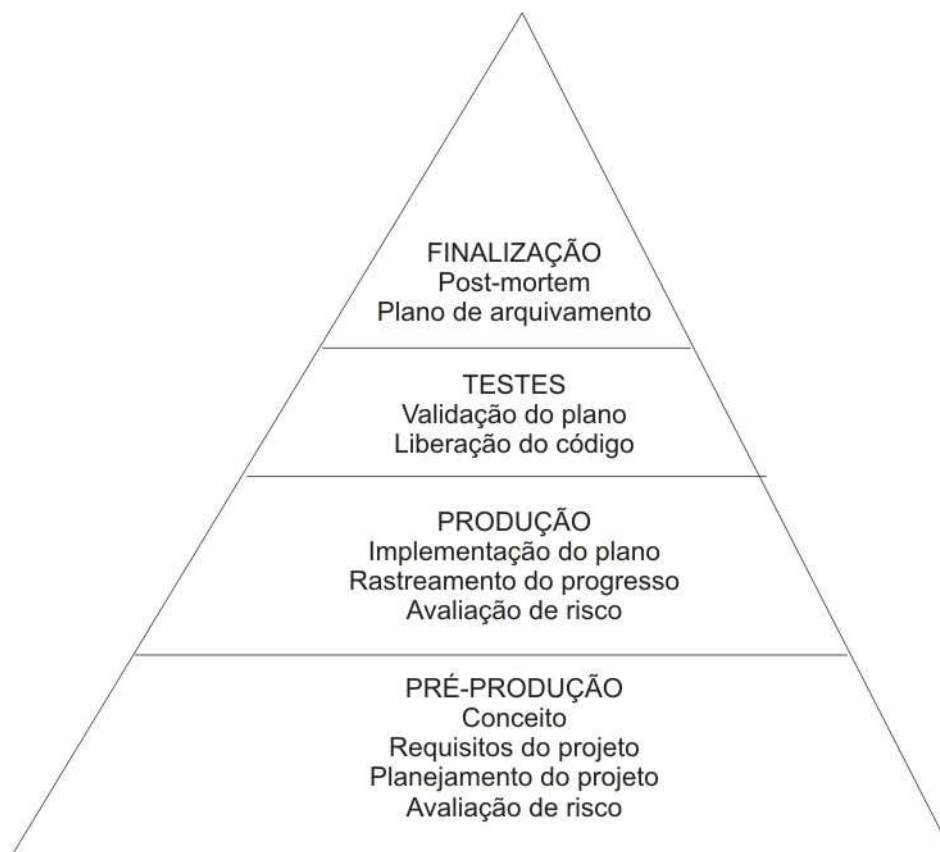 FINALIZAÇÃO
Post-mortem
Plano de arquivamento
TESTES
Validação do plano
Liberação do código
PRODUÇÃO
Implementação do plano
Rastreamento do progresso
Avaliação de risco
PRÉ-PRODUÇÃO
Conceito
Requisitos do projeto
Planejamento do projeto
Avaliação de risco